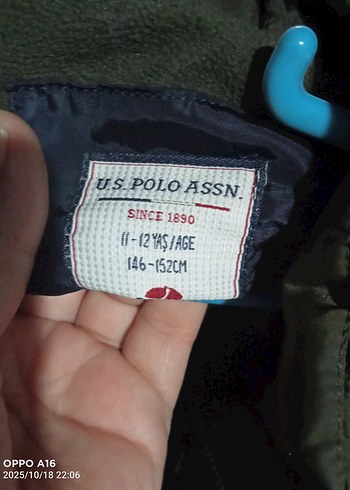 U.S. POLO ASSN.
SINCE 1890
11-12 YAŞ/AGE
146-152CM
OPPO A16
2025/10/18 22:06